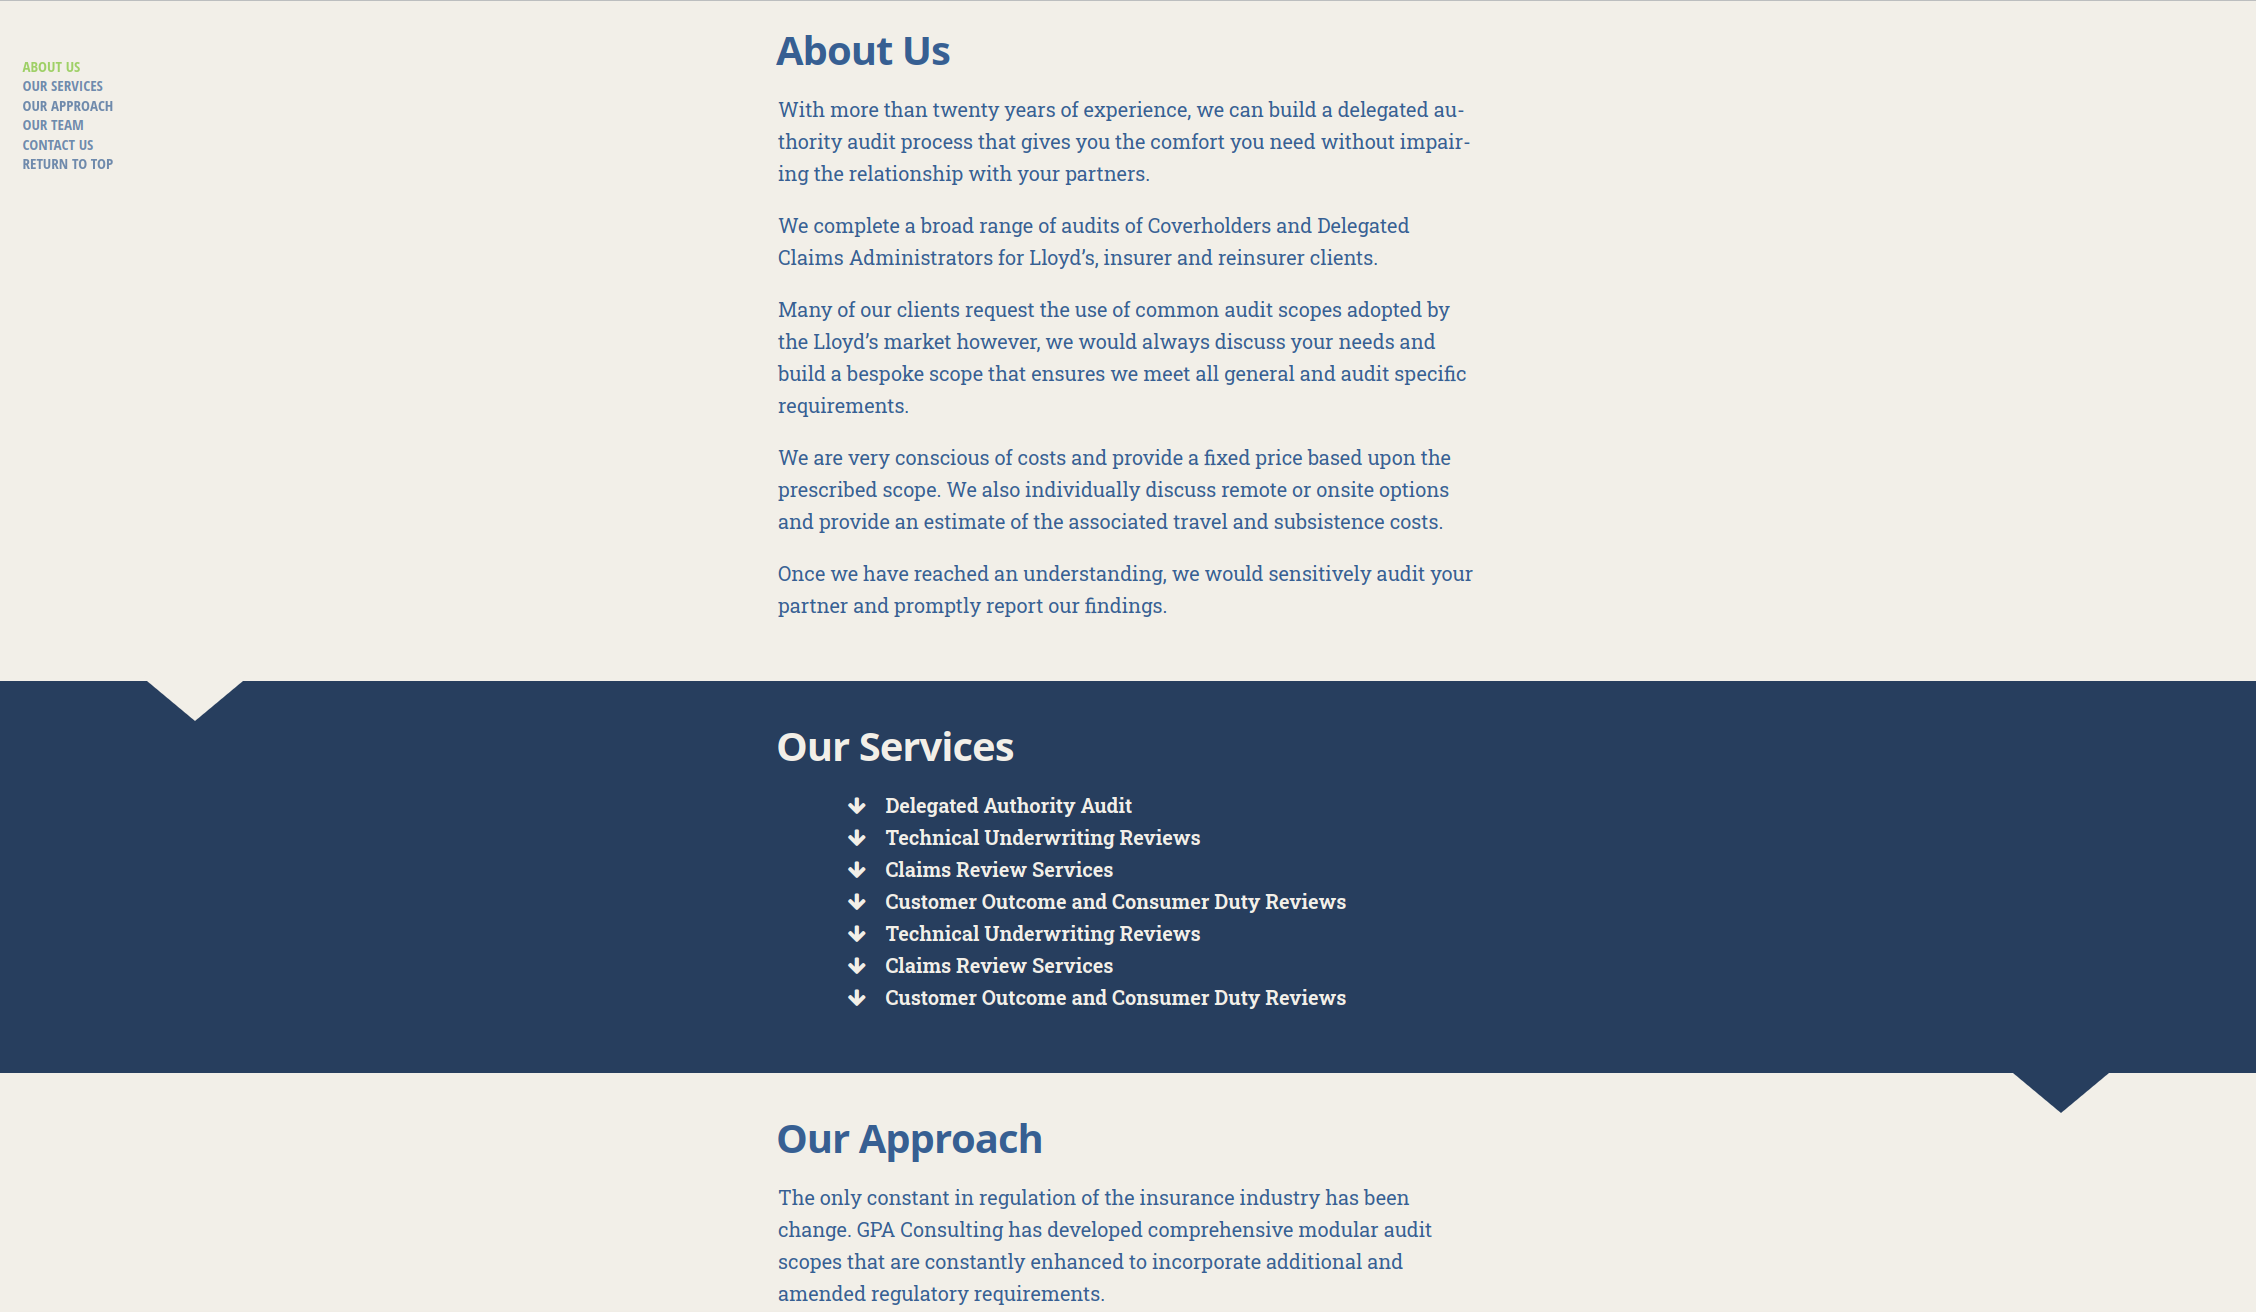 ABOUT US
OUR SERVICES
OUR APPROACH
OUR TEAM
CONTACT US
RETURN TO TOP
About Us
With more than twenty years of experience, we can build a delegated au-
thority audit process that gives you the comfort you need without impair-
ing the relationship with your partners.
We complete a broad range of audits of Coverholders and Delegated
Claims Administrators for Lloyd’s, insurer and reinsurer clients.
Many of our clients request the use of common audit scopes adopted by
the Lloyd’s market however, we would always discuss your needs and
build a bespoke scope that ensures we meet all general and audit specific
requirements.
We are very conscious of costs and provide a fixed price based upon the
prescribed scope. We also individually discuss remote or onsite options
and provide an estimate of the associated travel and subsistence costs.
Once we have reached an understanding, we would sensitively audit your
partner and promptly report our findings.
Our Services
Delegated Authority Audit
Technical Underwriting Reviews
Claims Review Services
Customer Outcome and Consumer Duty Reviews
Technical Underwriting Reviews
Claims Review Services
Customer Outcome and Consumer Duty Reviews
Our Approach
The only constant in regulation of the insurance industry has been
change. GPA Consulting has developed comprehensive modular audit
scopes that are constantly enhanced to incorporate additional and
amended regulatory requirements.